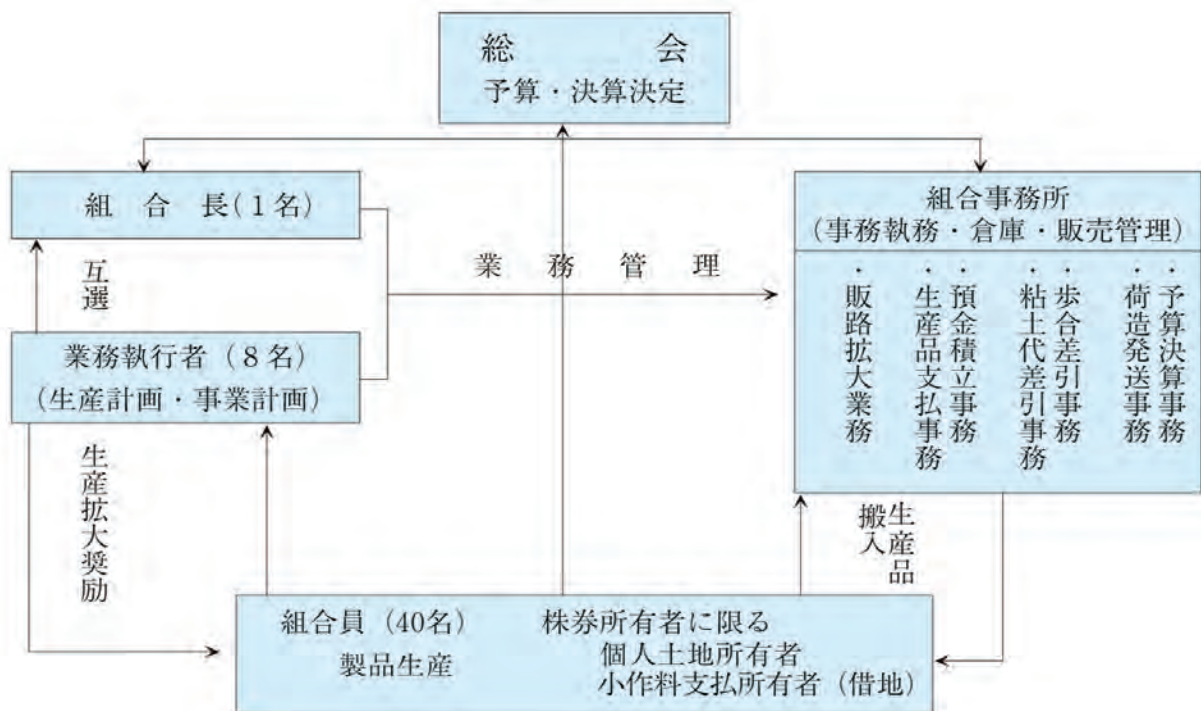 総　会
予算・決算決定
組合長(1名)
互選
業務執行者(8名)
(生産計画・事業計画)
生産拡大奨励
業務管理
組合事務所
(事務執務・倉庫・販売管理)
・予算決算事務
・荷造発送事務
・歩合差引事務
・粘土代差引事務
・預金積立事務
・生産品支払事務
・販路拡大業務
生産品
搬入
組合員(40名)　株券所有者に限る
製品生産　個人土地所有者
小作料支払所有者(借地)